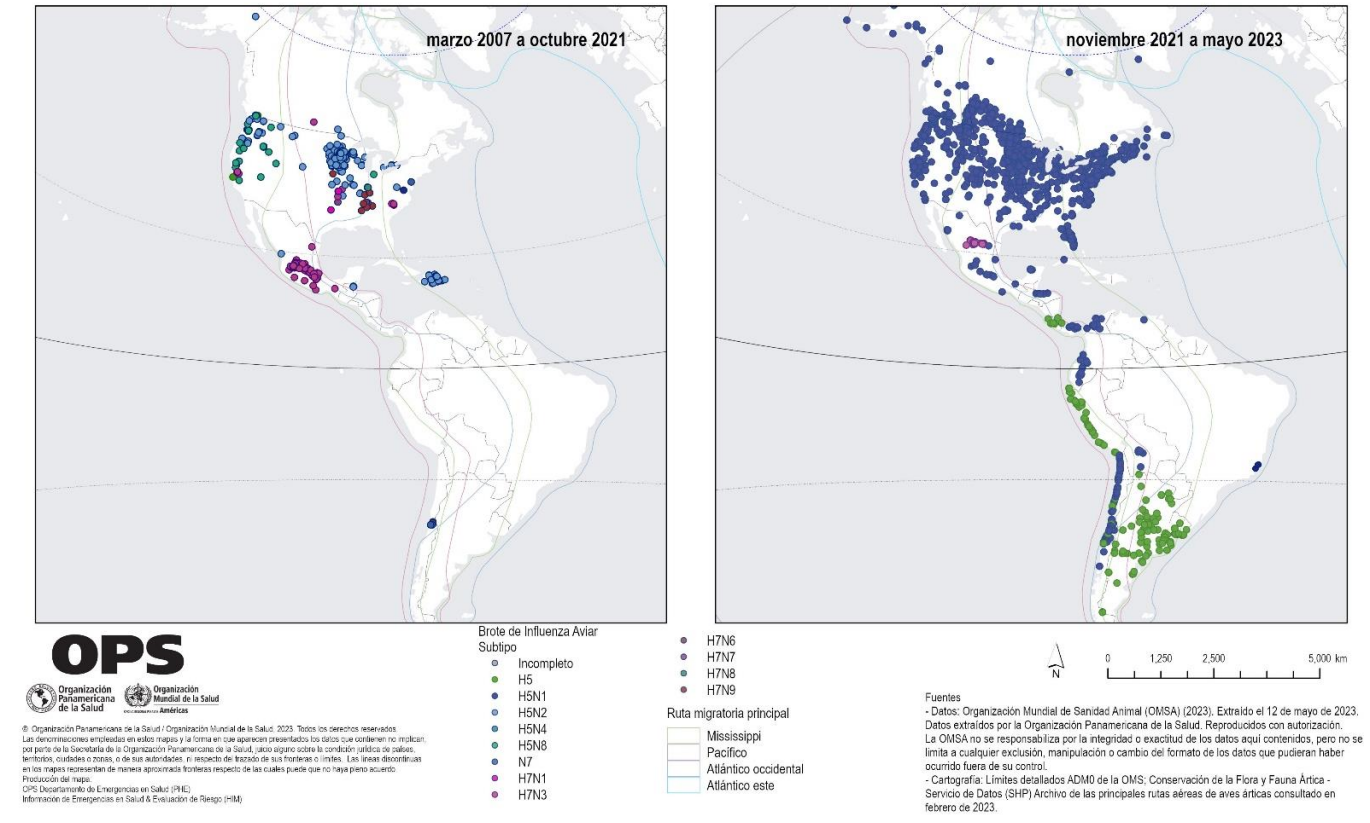 marzo 2007 a octubre 2021
noviembre 2021 a mayo 2023
OPS
Organización
Panamericana
de la Salud
Organización
Mundial de la Salud
Américas
© Organización Panamericana de la Salud / Organización Mundial de la Salud, 2023. Todos los derechos reservados
Las denominaciones empleadas en estos mapas y la forma en que aparecen presentados los datos que contienen no implican,
por parte de la Secretaría de la Organización Panamericana de la Salud, juicio alguno sobre la condición jurídica de países,
territorios, ciudades o zonas, o de sus autoridades, ni respecto del trazado de sus fronteras o límites. Las líneas discontinuas
en los mapas representan de manera aproximada fronteras respecto de las cuales puede que no haya pleno acuerdo
Producción del mapa:
OPS Departamento de Emergencias en Salud (PHE)
Información de Emergencias en Salud & Evaluación de Riesgo (HIM)
Brote de Influenza Aviar
Subtipo
Incompleto
H5
H5N1
H5N2
H5N4
H5N8
N7
H7N1
H7N3
H7N6
H7N7
H7N8
H7N9
Ruta migratoria principal
Mississippi
Pacífico
Atlántico occidental
Atlántico este
N
0 1,250 2,500 5,000 km
Fuentes
- Datos: Organización Mundial de Sanidad Animal (OMSA) (2023). Extraído el 12 de mayo de 2023.
Datos extraídos por la Organización Panamericana de la Salud. Reproducidos con autorización.
La OMSA no se responsabiliza por la integridad o exactitud de los datos aquí contenidos, pero no se
limita a cualquier exclusión, manipulación o cambio del formato de los datos que pudieran haber
ocurrido fuera de su control.
- Cartografía: Límites detallados ADM0 de la OMS; Conservación de la Flora y Fauna Ártica -
Servicio de Datos (SHP) Archivo de las principales rutas aéreas de aves árticas consultado en
febrero de 2023.